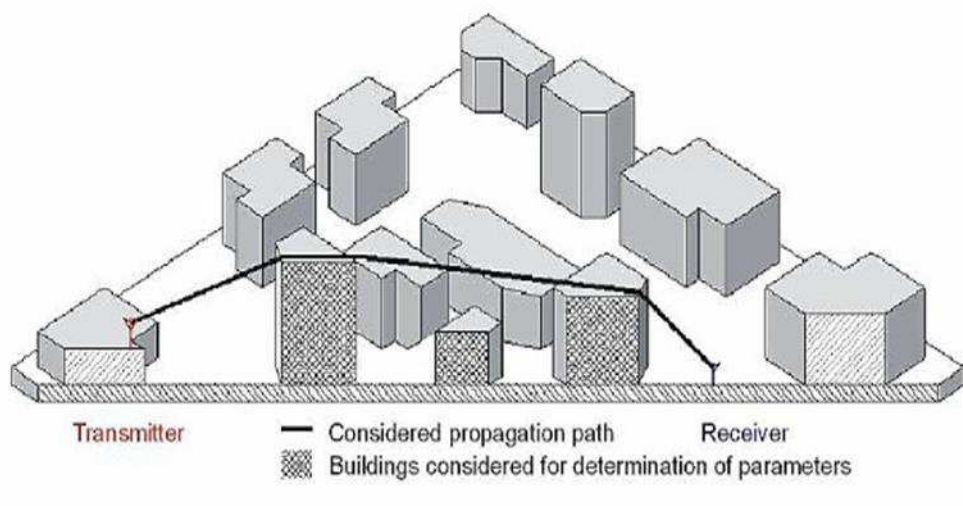 Transmitter
Considered propagation path
Receiver
Buildings considered for determination of parameters